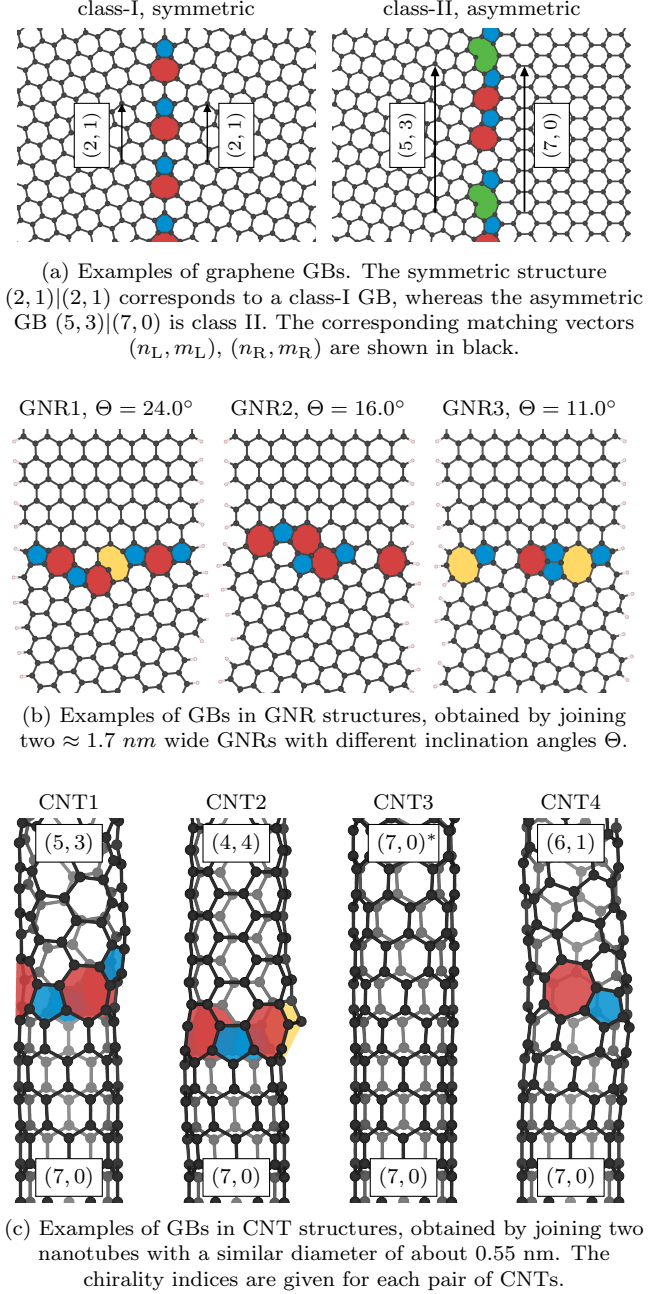 class-I, symmetric
class-II, asymmetric
(2, 1)
(2, 1)
(5, 3)
(7, 0)
(a) Examples of graphene GBs. The symmetric structure
(2, 1)|(2, 1) corresponds to a class-I GB, whereas the asymmetric
GB (5, 3)|(7, 0) is class II. The corresponding matching vectors
(n_L, m_L), (n_R, m_R) are shown in black.
GNR1, Θ = 24.0°
GNR2, Θ = 16.0°
GNR3, Θ = 11.0°
(b) Examples of GBs in GNR structures, obtained by joining
two ≈ 1.7 nm wide GNRs with different inclination angles Θ.
CNT1
CNT2
CNT3
CNT4
(5, 3)
(4, 4)
(7, 0)*
(6, 1)
(7, 0)
(7, 0)
(7, 0)
(7, 0)
(c) Examples of GBs in CNT structures, obtained by joining two
nanotubes with a similar diameter of about 0.55 nm. The
chirality indices are given for each pair of CNTs.